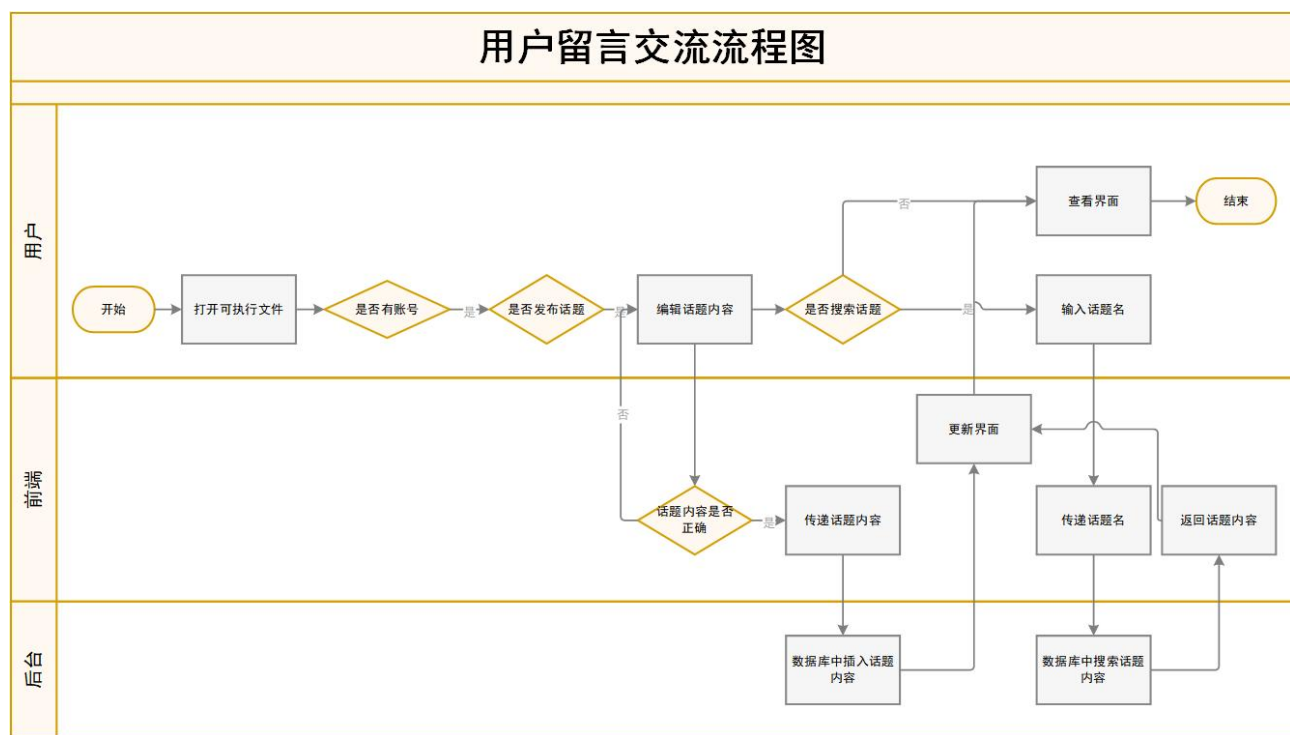 用户留言交流流程图
用户
查看界面
结束
否
开始
打开可执行文件
是否有账号
是
是否发布话题
是
编辑话题内容
是否搜索话题
是
输入话题名
前端
否
更新界面
话题内容是否
正确
是
传递话题内容
传递话题名
返回话题内容
后台
数据库中插入话题
内容
数据库中搜索话题
内容